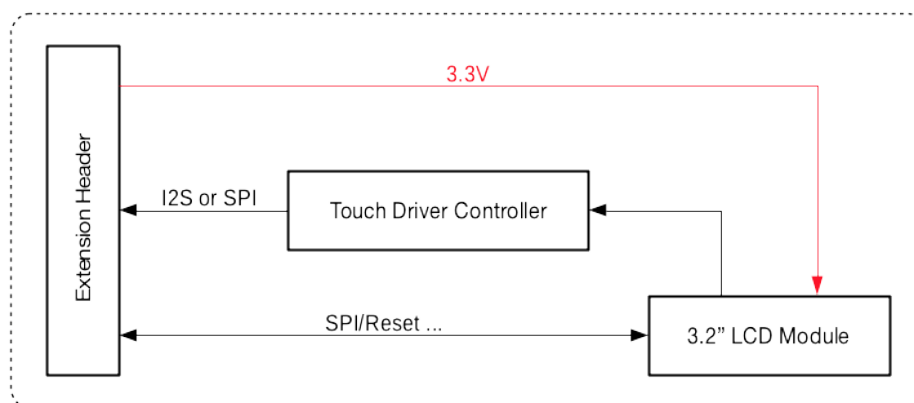 3.3V
Extension Header
I2S or SPI
Touch Driver Controller
SPI/Reset ...
3.2” LCD Module